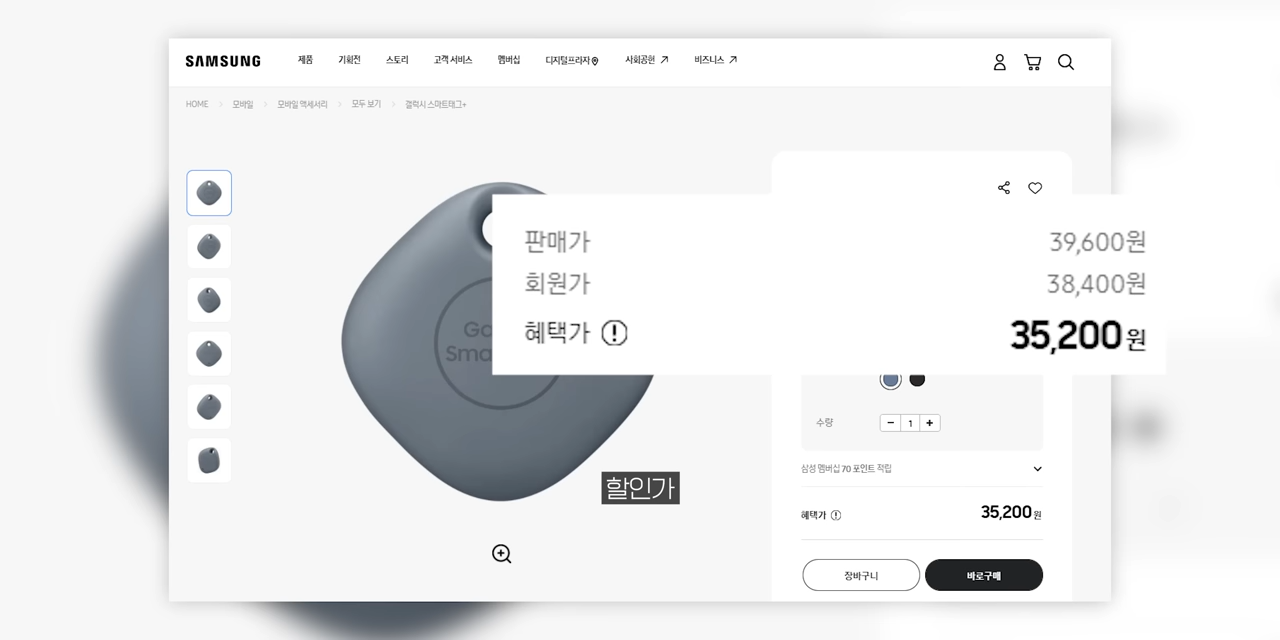 SAMSUNG 제품 기획전 스토리 고객 서비스 멤버십 디지털프라자 사회공헌 비즈니스
HOME > 모바일 > 모바일 액세서리 > 모두 보기 > 갤럭시 스마트태그+
판매가 39,600원
회원가 38,400원
혜택가 35,200원
수량 - 1 +
삼성 멤버십 70 포인트 적립
할인가
혜택가 35,200원
장바구니 바로구매